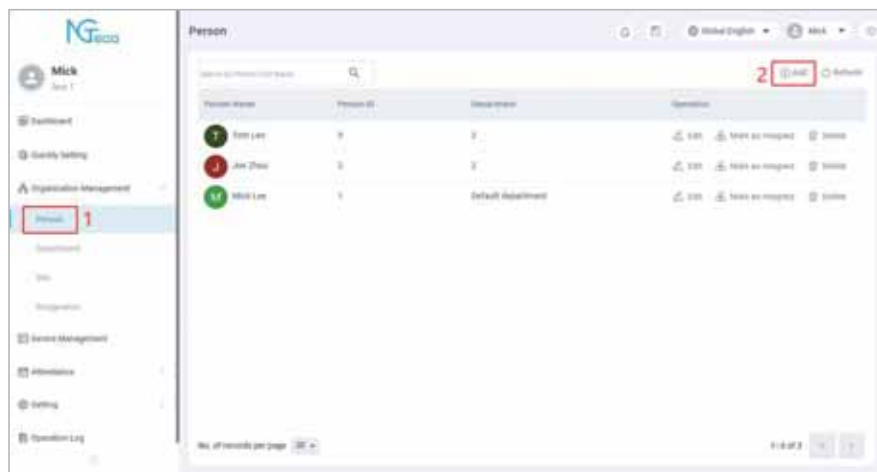 NGTeco
Person
Global English
Mick
Mick
2
Add
Refresh
Person Name
Person ID
Department
Operation
Dashboard
T
Tom Lee
Edit
Mark as resigned
Delete
Quickly Setting
J
Joe Zhou
Edit
Mark as resigned
Delete
Organization Management
M
Mick Lee
1
Default department
Edit
Mark as resigned
Delete
Person
1
Department
Site
Resignation
Device Management
Attendance
Setting
Operation Log
No. of records per page